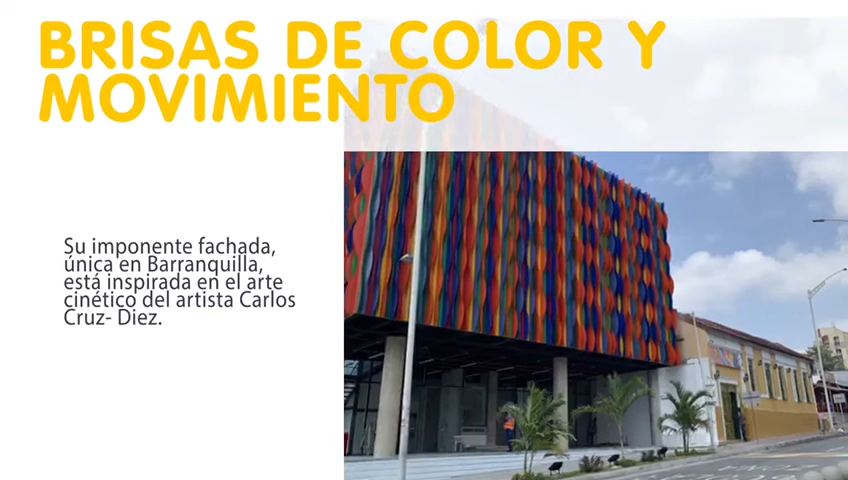 BRISAS DE COLOR Y
MOVIMIENTO
Su imponente fachada,
única en Barranquilla,
está inspirada en el arte
cinético del artista Carlos
Cruz- Diez.